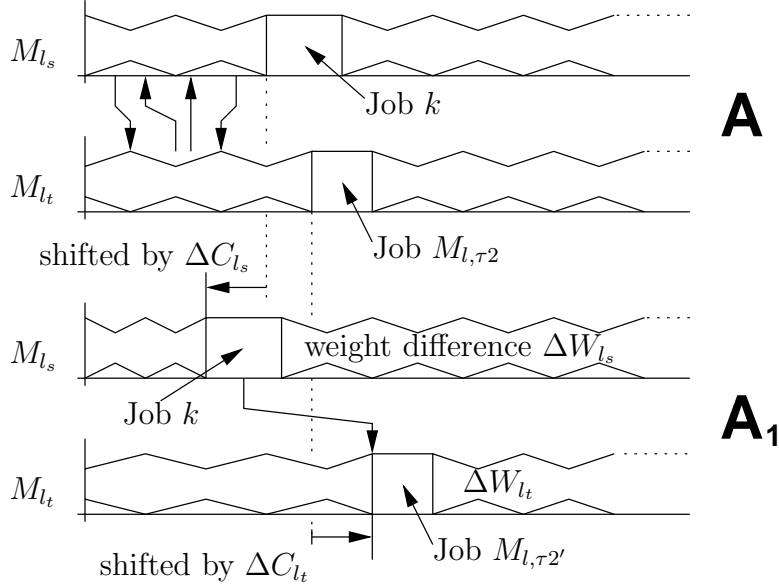 M_{l_s}
Job k
A
M_{l_t}
Job M_{l,τ2}
shifted by ΔC_{l_s}
M_{l_s}
weight difference ΔW_{l_s}
Job k
A₁
M_{l_t}
ΔW_{l_t}
Job M_{l,τ2'}
shifted by ΔC_{l_t}